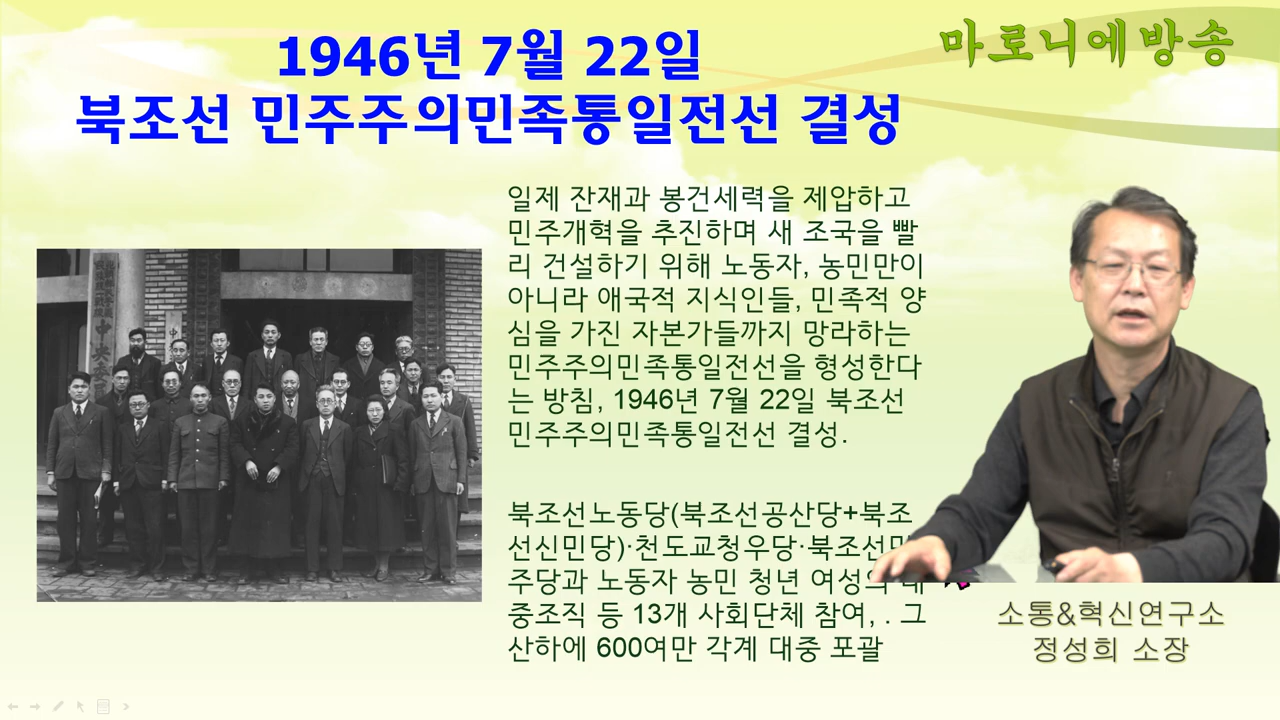 1946년 7월 22일
북조선 민주주의민족통일전선 결성
마로니에방송
일제 잔재과 봉건세력을 제압하고
민주개혁을 추진하며 새 조국을 빨
리 건설하기 위해 노동자, 농민만이
아니라 애국적 지식인들, 민족적 양
심을 가진 자본가들까지 망라하는
민주주의민족통일전선을 형성한다
는 방침, 1946년 7월 22일 북조선
민주주의민족통일전선 결성.
북조선노동당(북조선공산당+북조
선신민당)·천도교청우당·북조선민
주당과 노동자 농민 청년 여성의 대
중조직 등 13개 사회단체 참여, . 그
산하에 600여만 각계 대중 포괄
소통&혁신연구소
정성희 소장